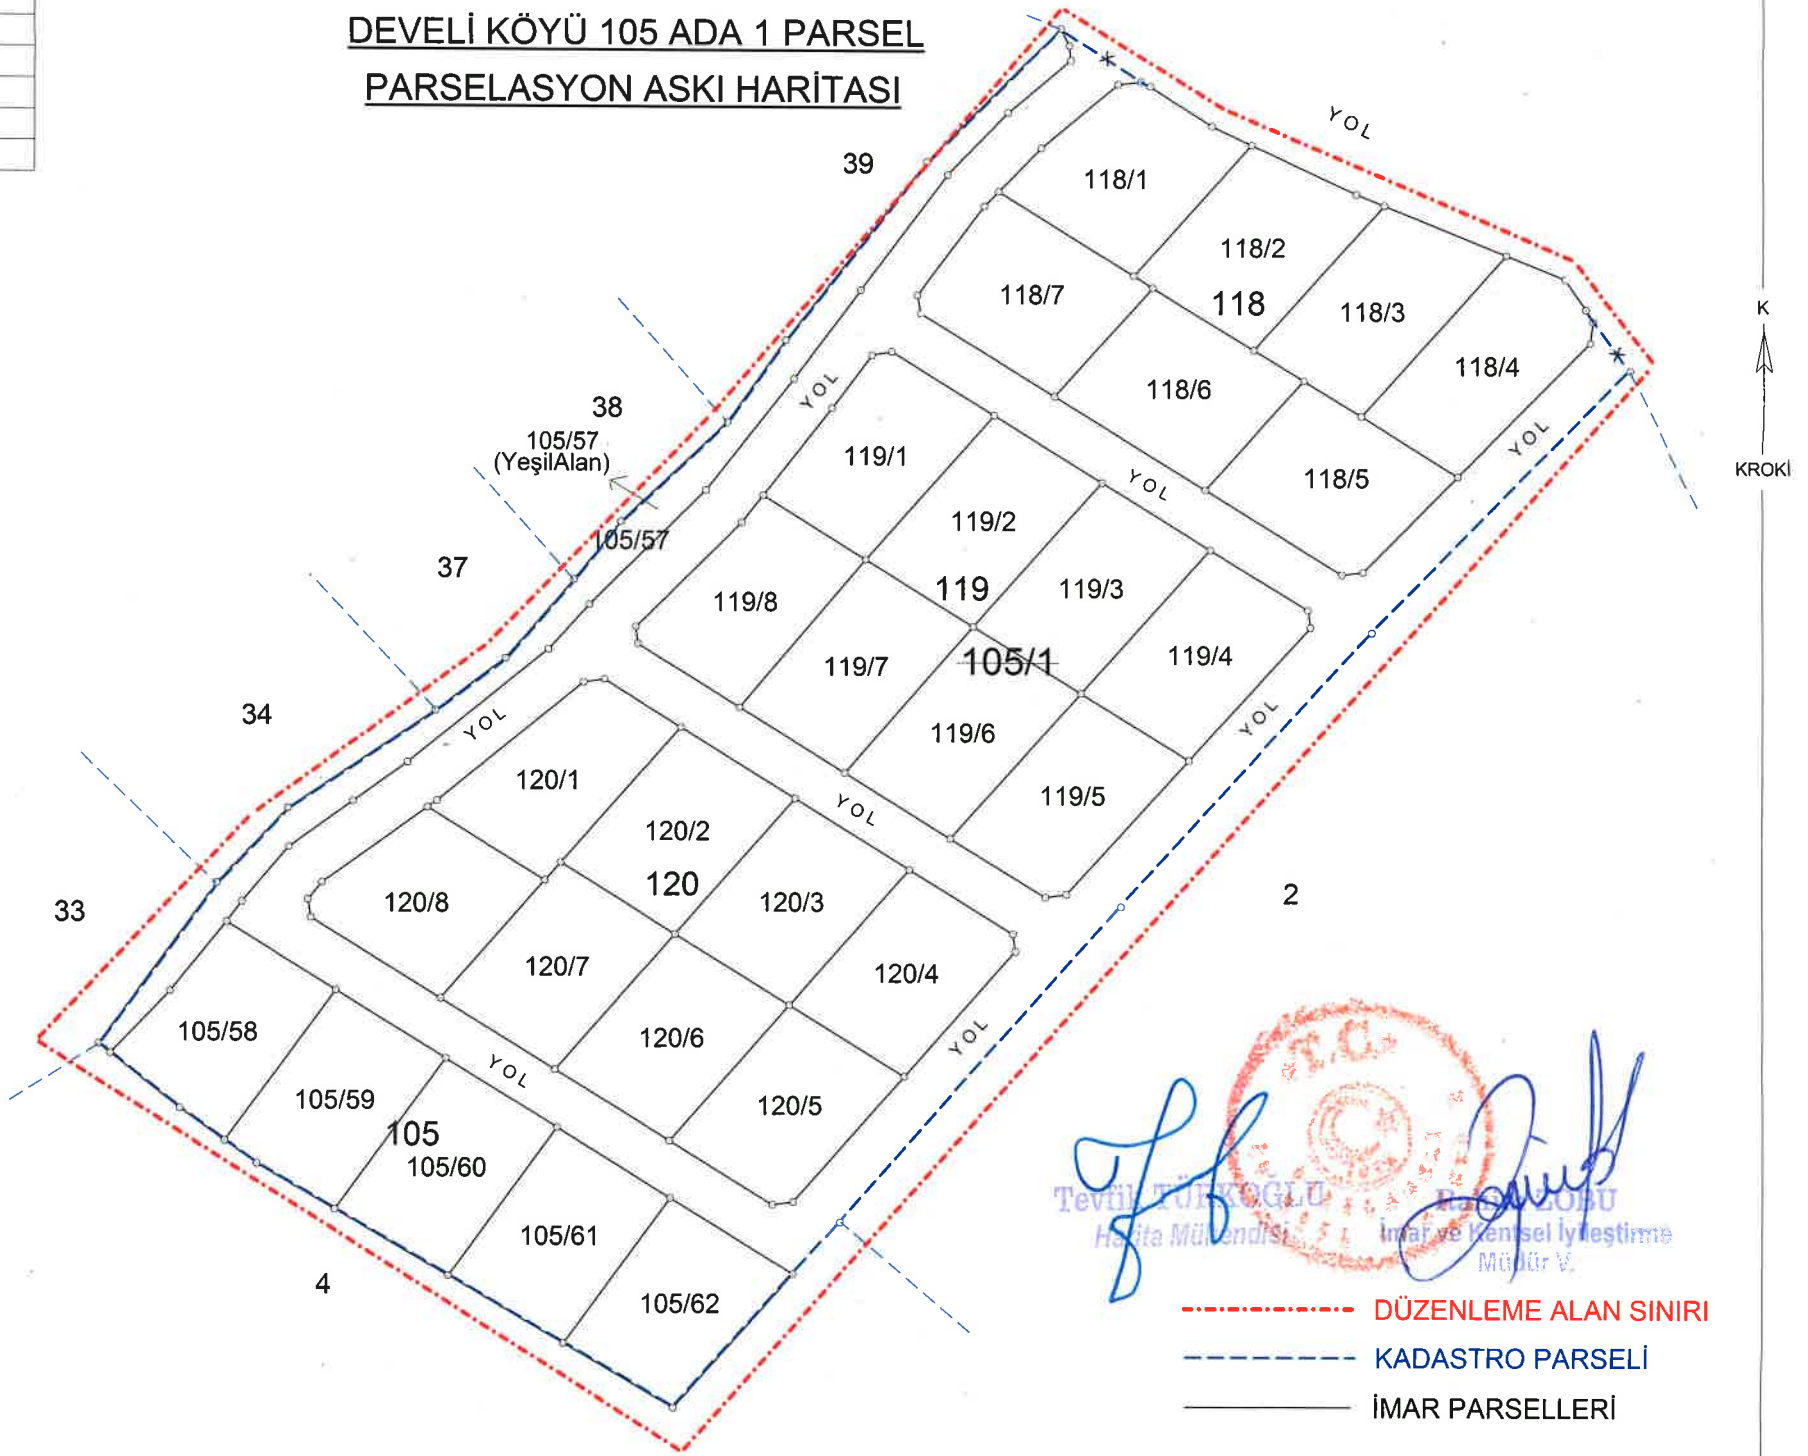 DEVELİ KÖYÜ 105 ADA 1 PARSEL
PARSELASYON ASKI HARİTASI
YOL
39
118/1
118/2
118/7
118
118/3
K
118/4
118/6
YOL
38
105/57
(YeşilAlan)
119/1
YOL
KROKİ
118/5
YOL
119/2
105/57
37
119
119/3
119/8
119/4
119/7
105/1
34
YOL
119/6
YOL
120/1
119/5
YOL
120/2
33
120
2
120/8
120/3
120/7
120/4
105/58
120/6
YOL
YOL
T.C.
105/59
120/5
105
105/60
Tevfik TÜRKOĞLU
ZOBU
Harita Mühendisi
İmar ve Kentsel İyileştirme
Müdür V.
105/61
4
105/62
DÜZENLEME ALAN SINIRI
KADASTRO PARSELİ
İMAR PARSELLERİ